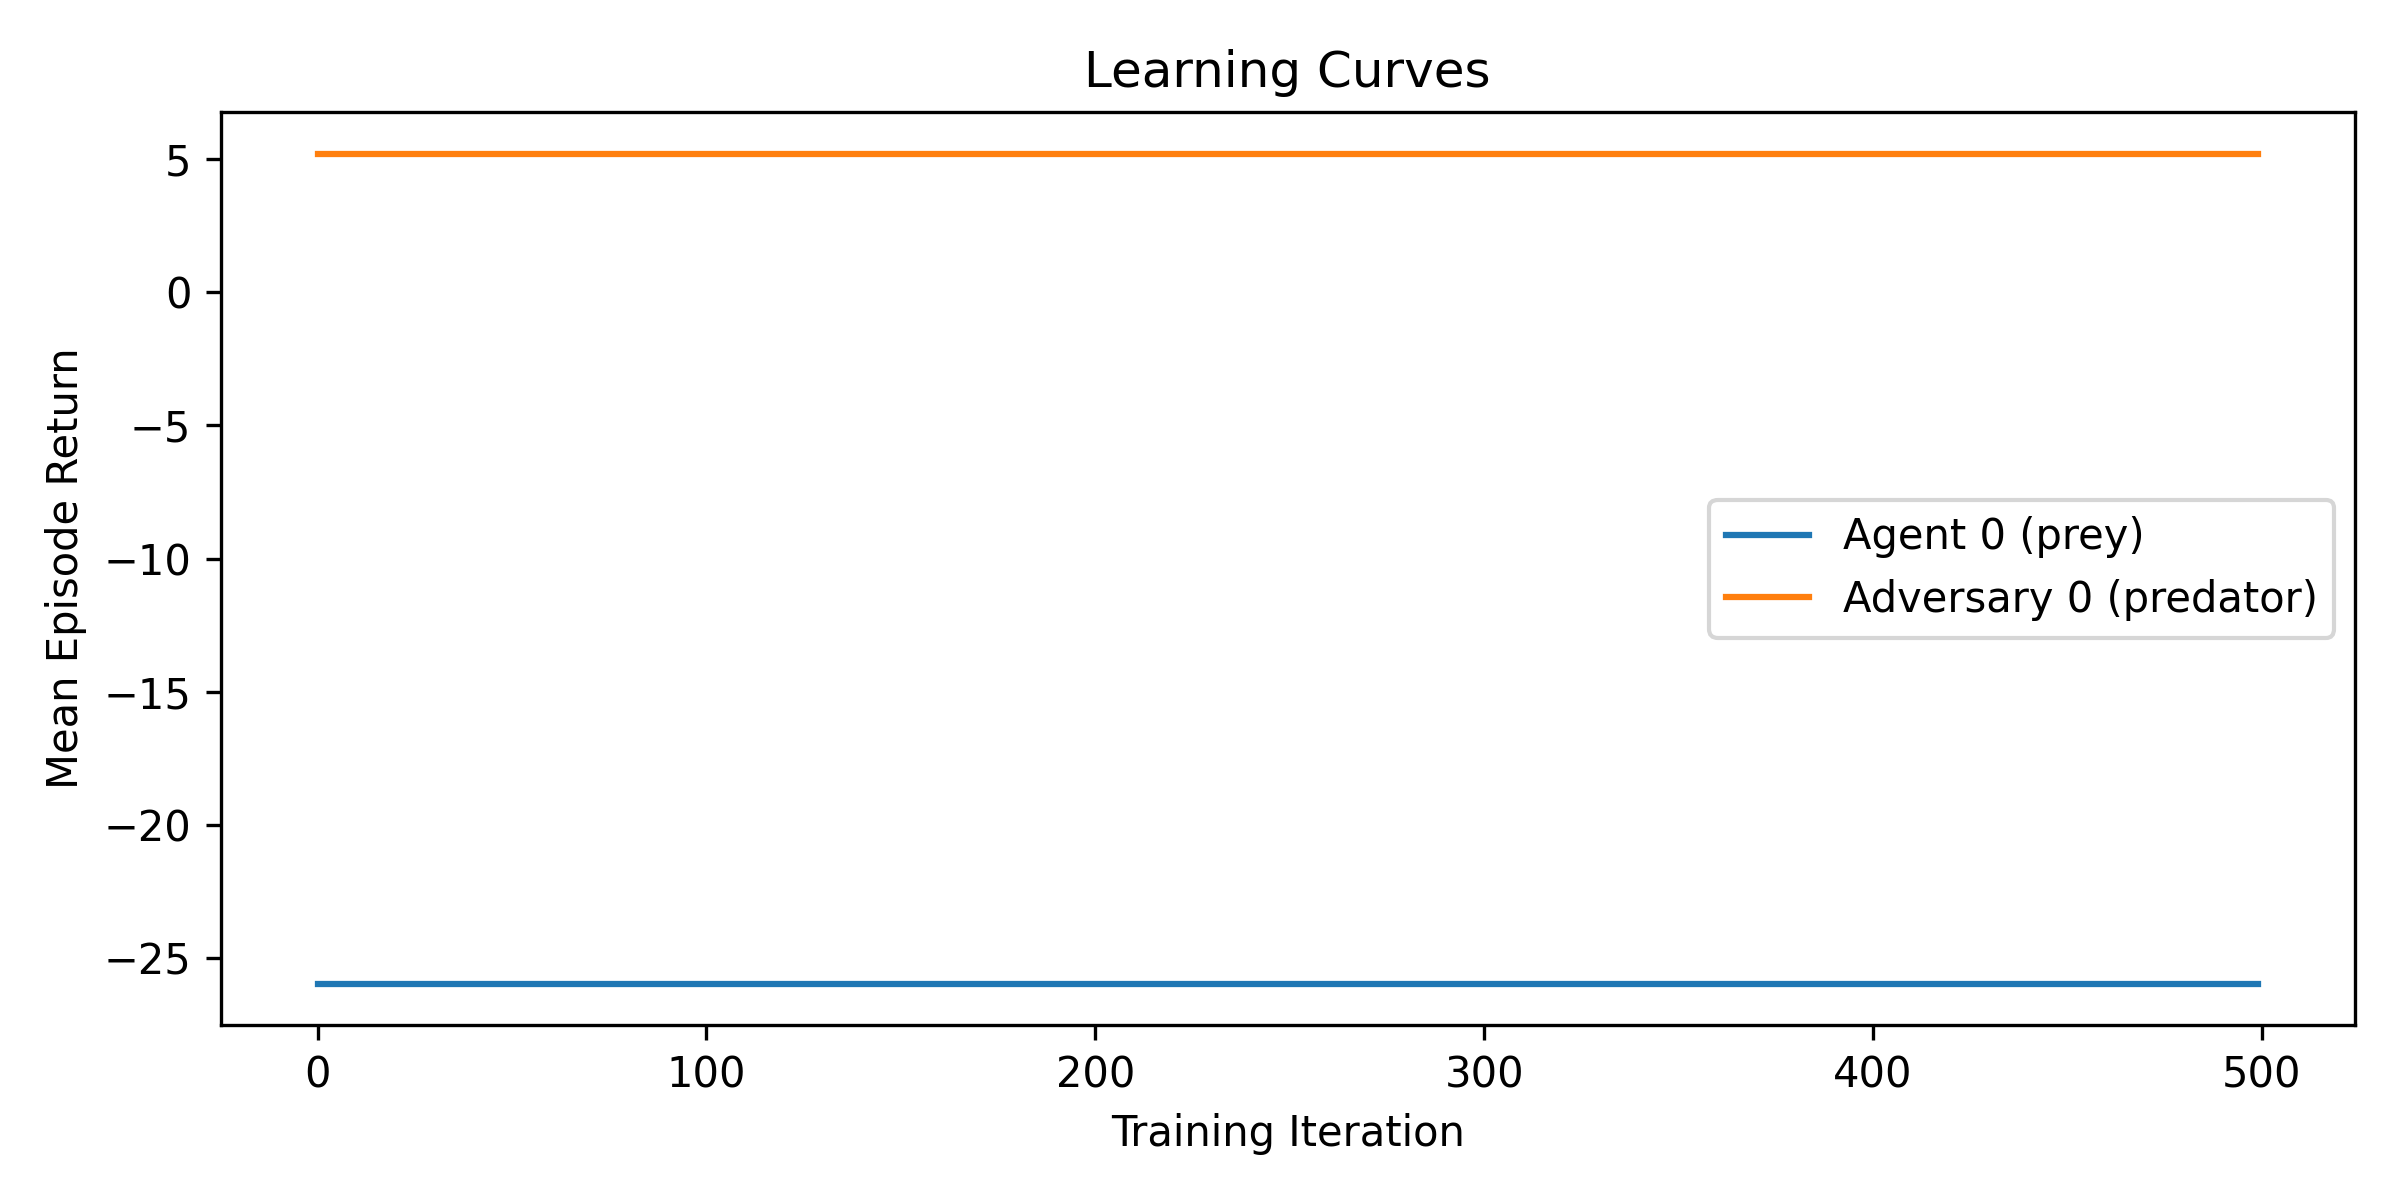 Learning Curves
Mean Episode Return
5
0
−5
−10
−15
−20
−25
Agent 0 (prey)
Adversary 0 (predator)
0 100 200 300 400 500
Training Iteration